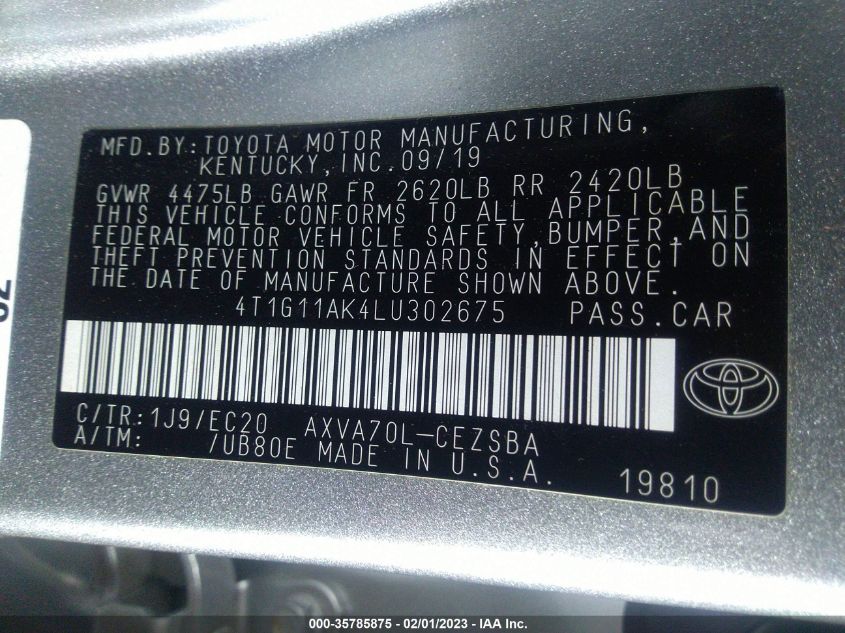 MFD.BY: TOYOTA MOTOR MANUFACTURING,
KENTUCKY, INC. 09/19
GVWR 4475LB GAWR FR 2620LB RR 2420LB
THIS VEHICLE CONFORMS TO ALL APPLICABLE
FEDERAL MOTOR VEHICLE SAFETY, BUMPER, AND
THEFT PREVENTION STANDARDS IN EFFECT ON
THE DATE OF MANUFACTURE SHOWN ABOVE.
4T1G11AK4LU302675 PASS.CAR
C/TR: 1J9/EC20 AXVA70L-CEZSBA
A/TM: /UB80E MADE IN U.S.A. 19810
000-35785875 - 02/01/2023 - IAA Inc.